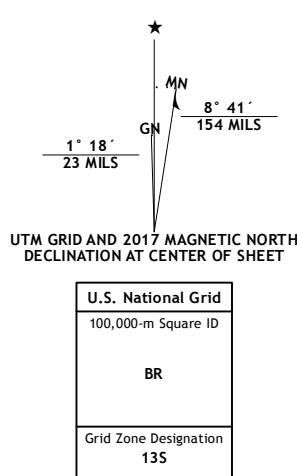 ★
MN
8° 41´
154 MILS
GN
1° 18´
23 MILS
UTM GRID AND 2017 MAGNETIC NORTH
DECLINATION AT CENTER OF SHEET
U.S. National Grid
100,000-m Square ID
BR
Grid Zone Designation
13S